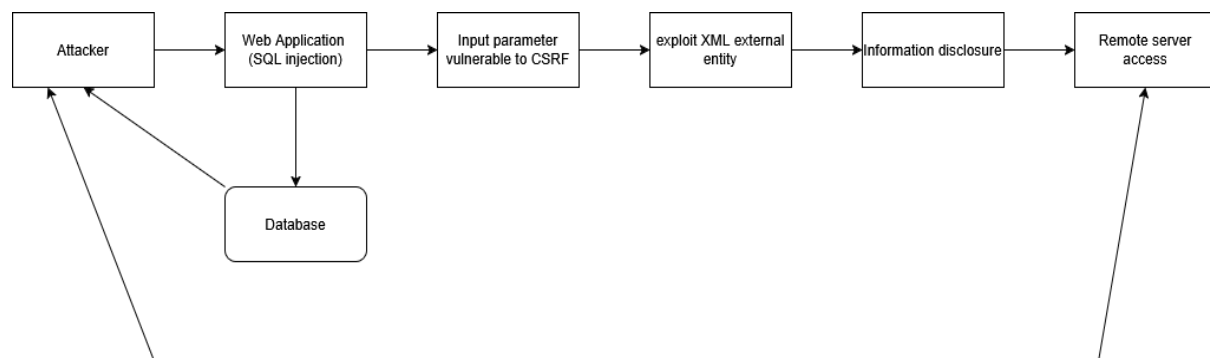 Attacker
Web Application
(SQL injection)
Input parameter
vulnerable to CSRF
exploit XML external
entity
Information disclosure
Remote server
access
Database